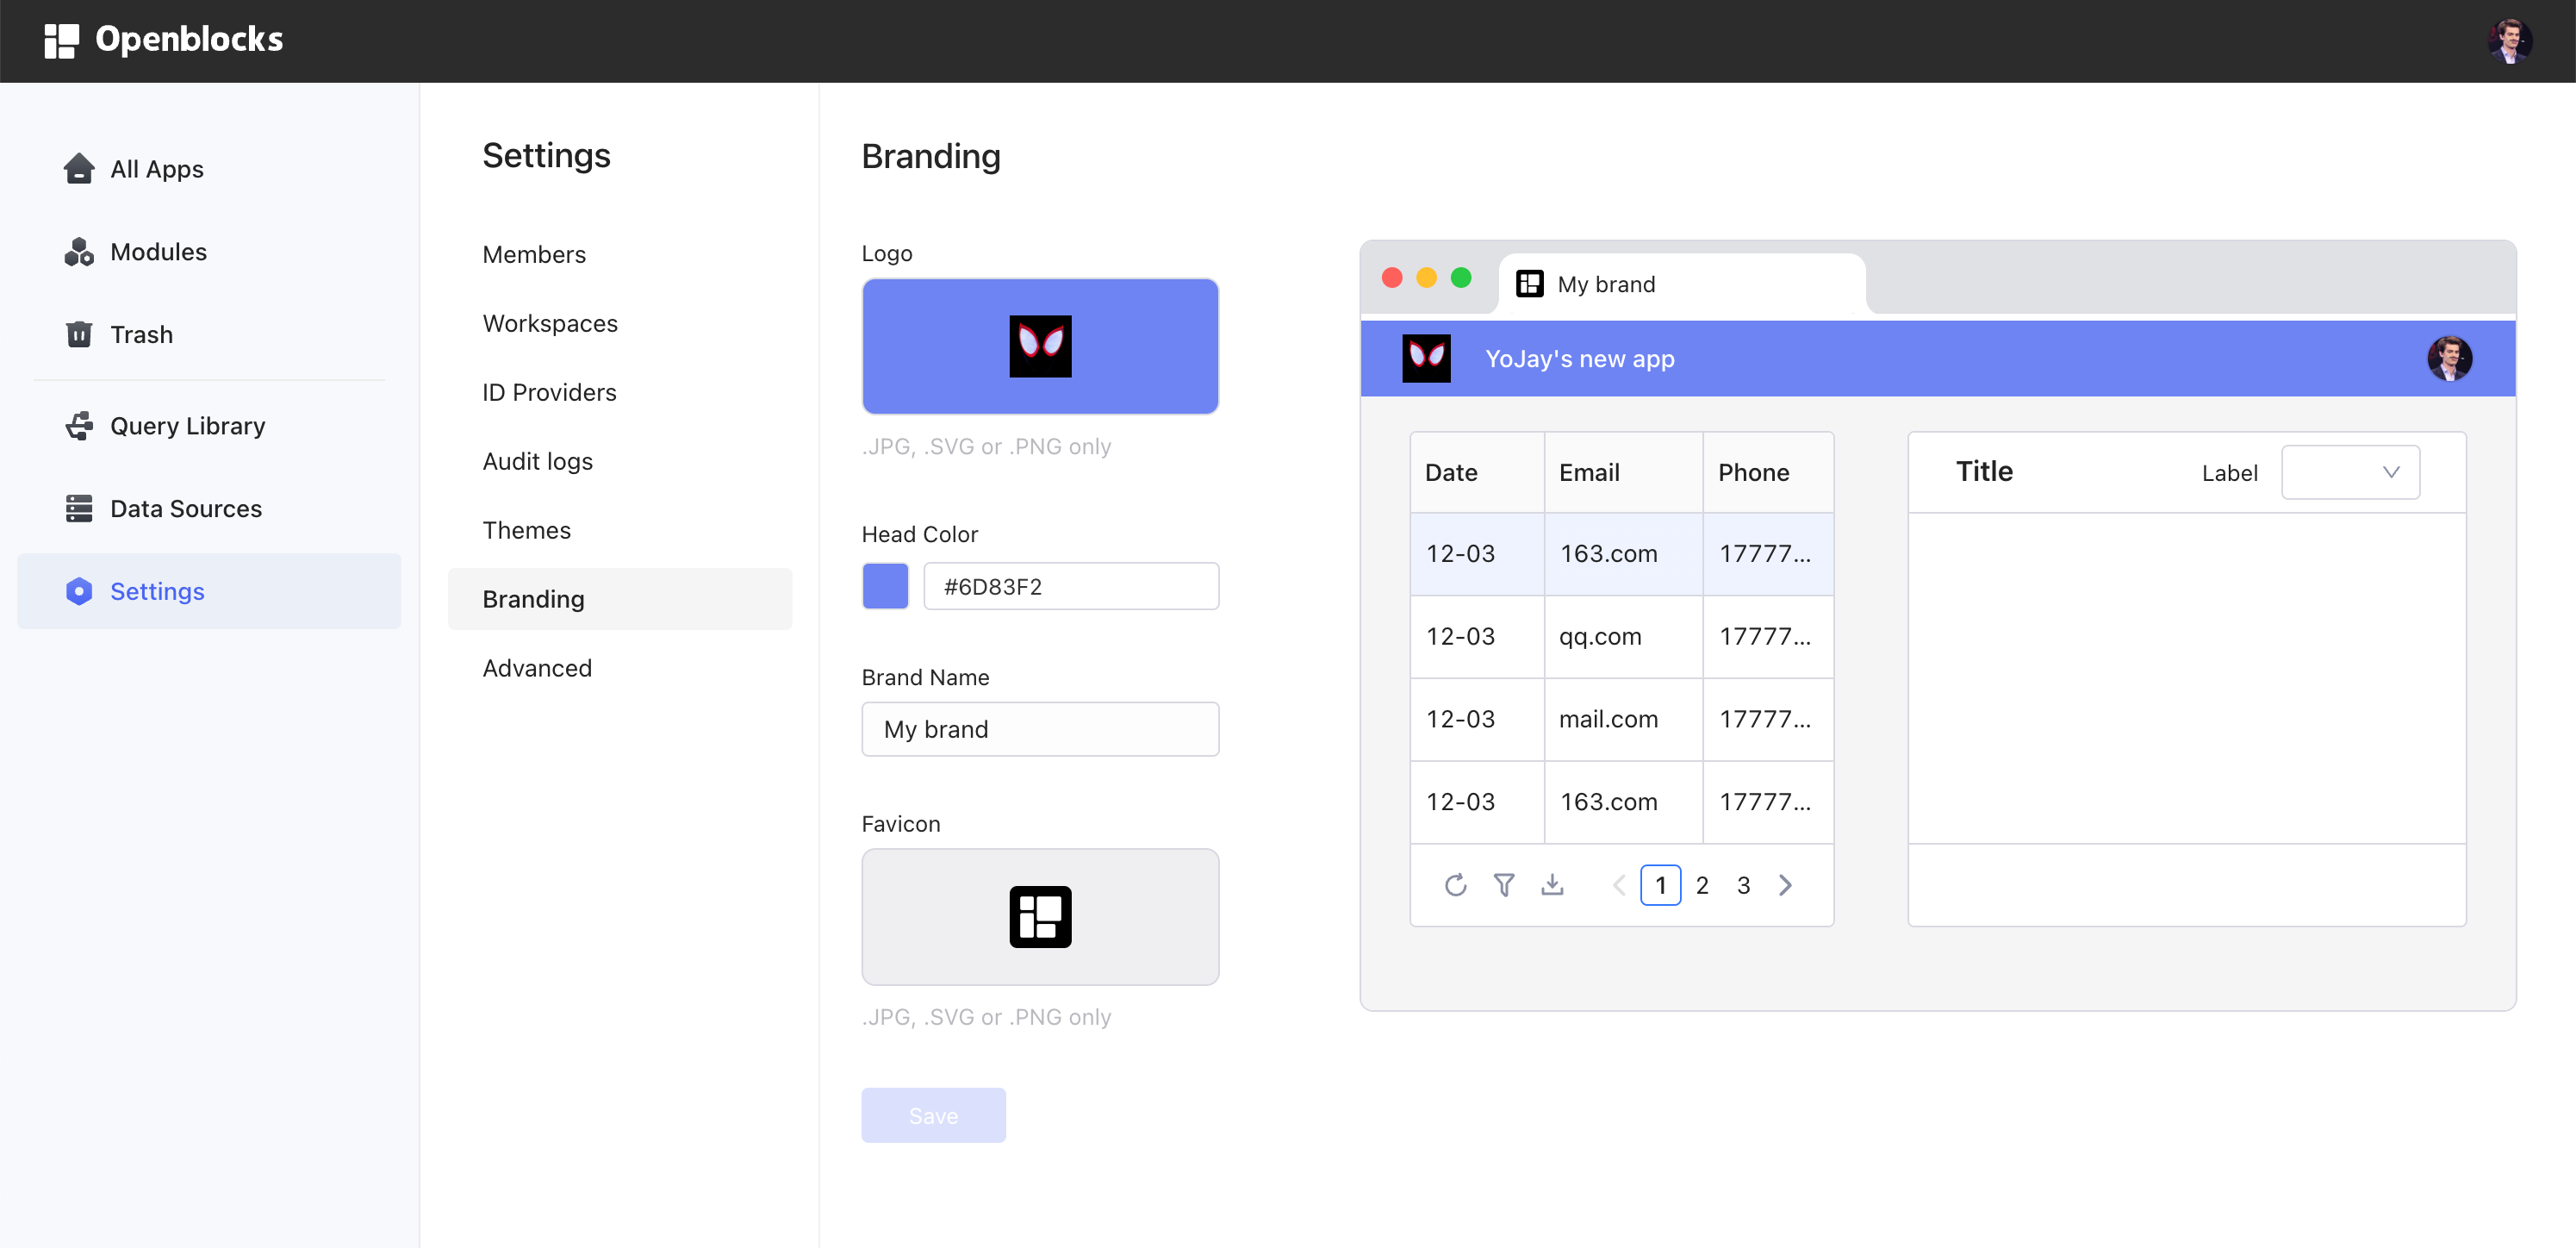 Openblocks
All Apps
Modules
Trash
Query Library
Data Sources
Settings
Settings
Members
Workspaces
ID Providers
Audit logs
Themes
Branding
Advanced
Branding
Logo
.JPG, .SVG or .PNG only
Head Color
#6D83F2
Brand Name
My brand
Favicon
.JPG, .SVG or .PNG only
Save
My brand
YoJay's new app
Date Email Phone
12-03 163.com 17777...
12-03 qq.com 17777...
12-03 mail.com 17777...
12-03 163.com 17777...
1 2 3
Title Label